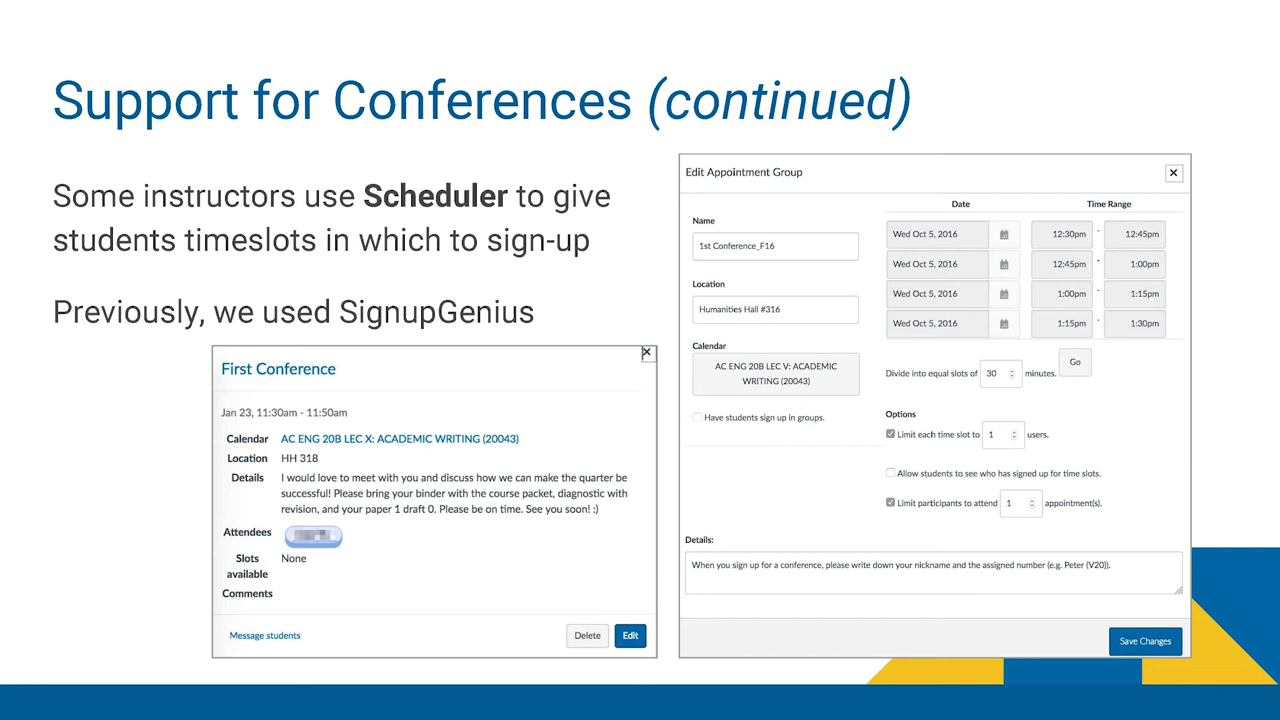 Support for Conferences (continued)
Some instructors use Scheduler to give
students timeslots in which to sign-up
Previously, we used SignupGenius
First Conference
Jan 23, 11:30am - 11:50am
Calendar AC ENG 20B LEC X: ACADEMIC WRITING (20043)
Location HH 318
Details I would love to meet with you and discuss how we can make the quarter be
successful! Please bring your binder with the course packet, diagnostic with
revision, and your paper 1 draft 0. Please be on time. See you soon! :)
Attendees
Slots None
available
Comments
Message students Delete Edit
Edit Appointment Group
Name
1st Conference_F16
Location
Humanities Hall #316
Calendar
AC ENG 20B LEC V: ACADEMIC
WRITING (20043)
Have students sign up in groups.
Date Time Range
Wed Oct 5, 2016 12:30pm - 12:45pm
Wed Oct 5, 2016 12:45pm - 1:00pm
Wed Oct 5, 2016 1:00pm - 1:15pm
Wed Oct 5, 2016 1:15pm - 1:30pm
Divide into equal slots of 30 minutes. Go
Options
Limit each time slot to 1 users.
Allow students to see who has signed up for time slots.
Limit participants to attend 1 appointment(s).
Details:
When you sign up for a conference, please write down your nickname and the assigned number (e.g. Peter (V20)).
Save Changes